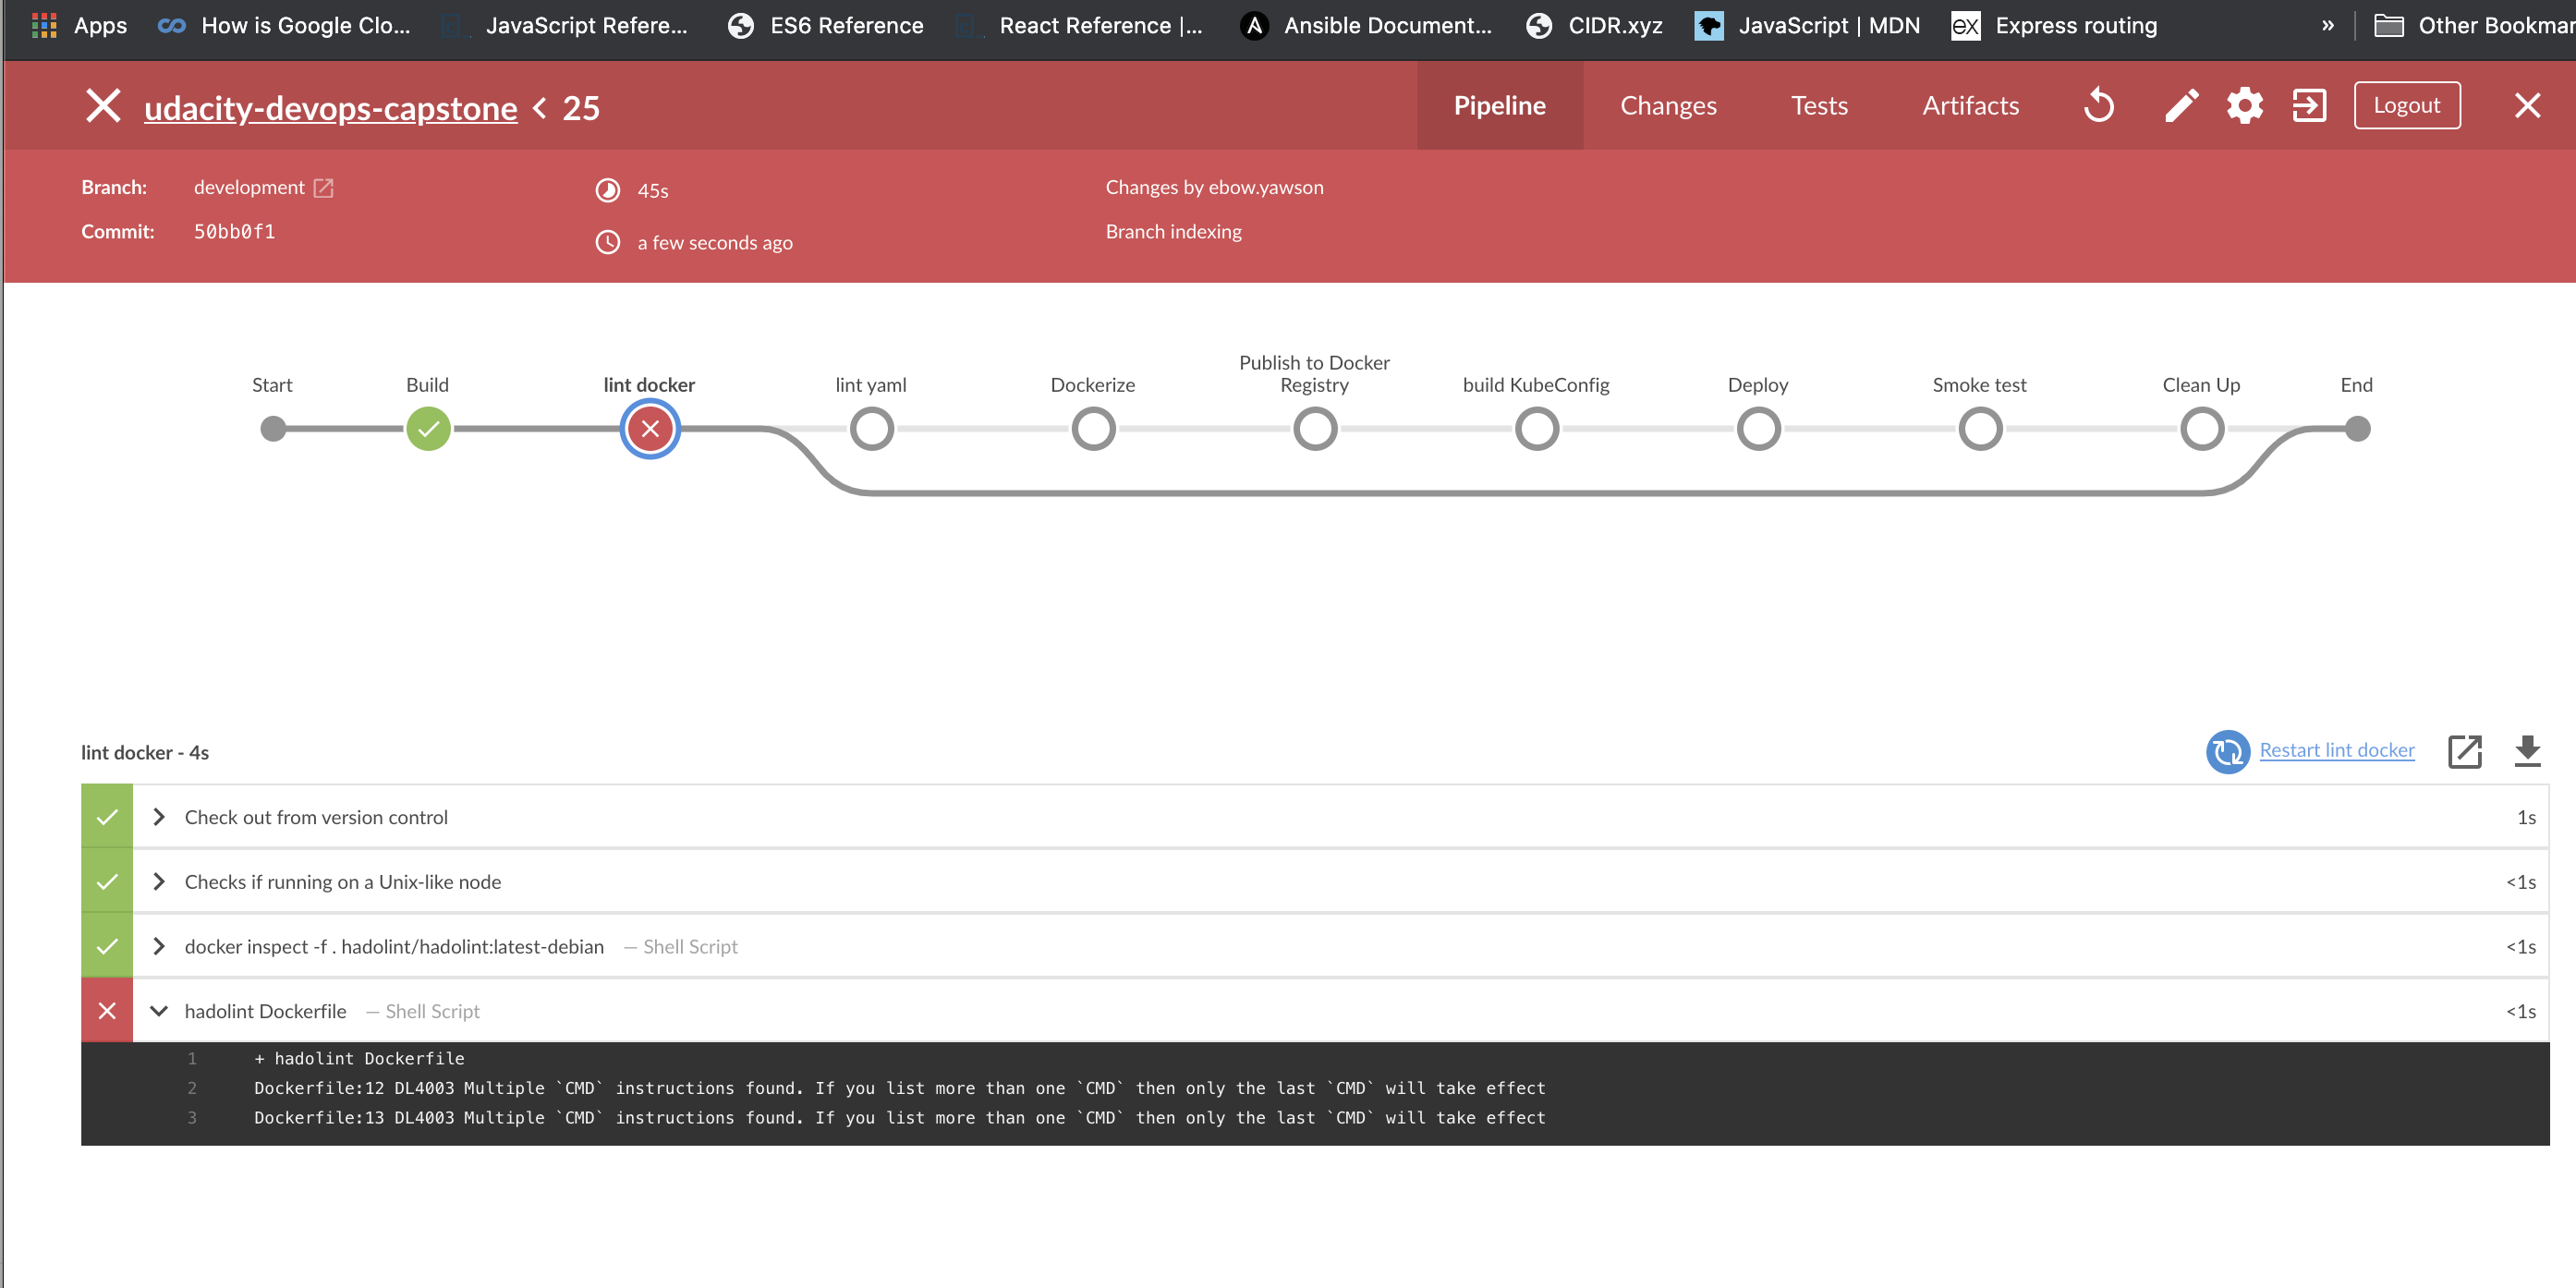 Apps How is Google Clo... JavaScript Refere... ES6 Reference React Reference |... A Ansible Document... CIDR.xyz JavaScript | MDN ex Express routing » Other Bookmar
udacity-devops-capstone < 25 Pipeline Changes Tests Artifacts Logout
Branch: development 45s Changes by ebow.yawson
Commit: 50bb0f1 a few seconds ago Branch indexing
Publish to Docker
Start Build lint docker lint yaml Dockerize Registry build KubeConfig Deploy Smoke test Clean Up End
lint docker - 4s Restart lint docker
Check out from version control 1s
Checks if running on a Unix-like node <1s
docker inspect -f . hadolint/hadolint:latest-debian — Shell Script <1s
hadolint Dockerfile — Shell Script <1s
1 + hadolint Dockerfile
2 Dockerfile:12 DL4003 Multiple `CMD` instructions found. If you list more than one `CMD` then only the last `CMD` will take effect
3 Dockerfile:13 DL4003 Multiple `CMD` instructions found. If you list more than one `CMD` then only the last `CMD` will take effect